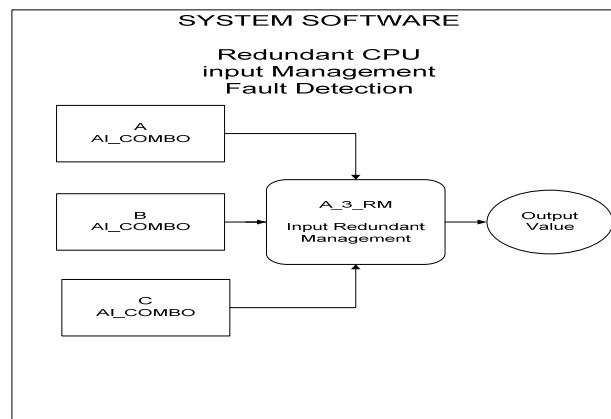 SYSTEM SOFTWARE
Redundant CPU
input Management
Fault Detection
A
AI_COMBO
B
AI_COMBO
C
AI_COMBO
A_3_RM
Input Redundant
Management
Output
Value